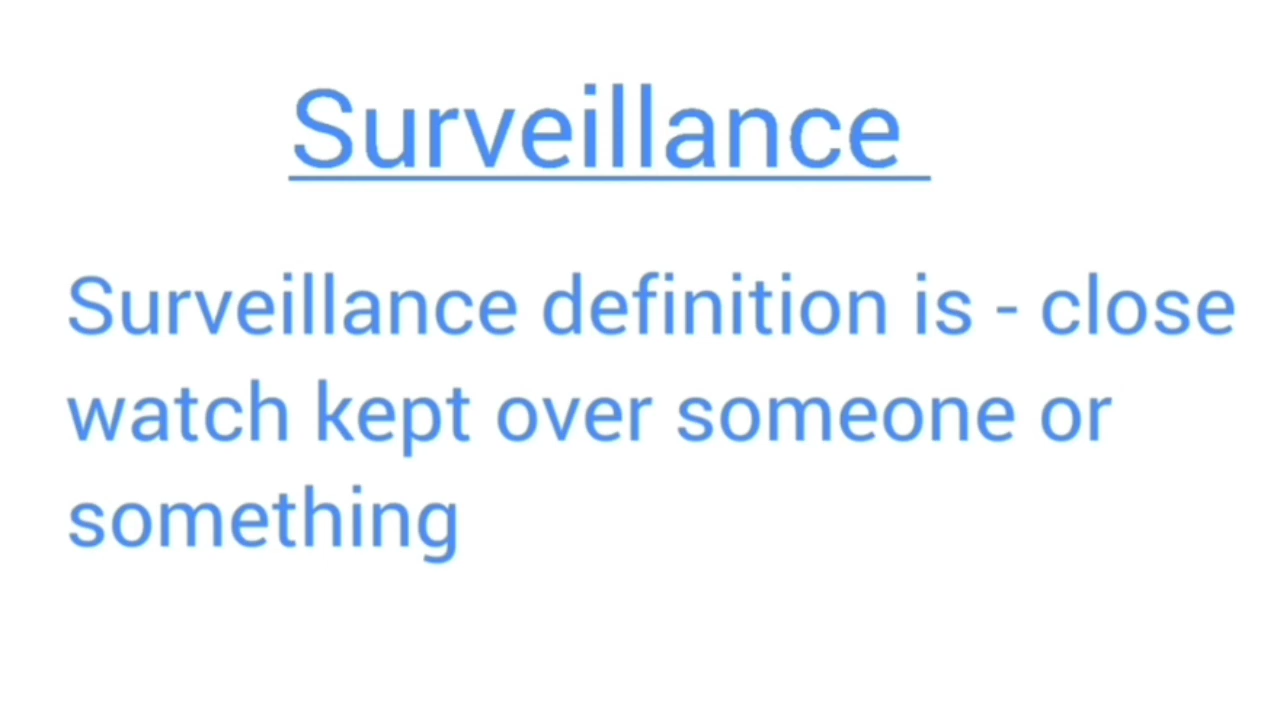 Surveillance
Surveillance definition is - close
watch kept over someone or
something